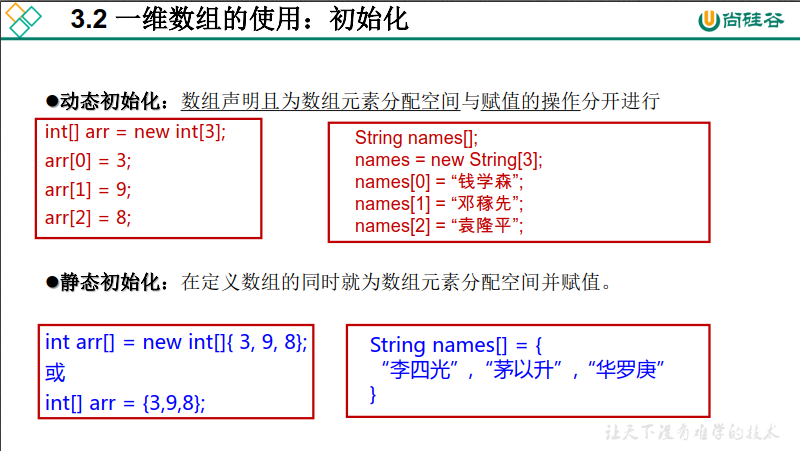 3.2 一维数组的使用：初始化
尚硅谷
●动态初始化：数组声明且为数组元素分配空间与赋值的操作分开进行
int[] arr = new int[3];
arr[0] = 3;
arr[1] = 9;
arr[2] = 8;
String names[];
names = new String[3];
names[0] = “钱学森”;
names[1] = “邓稼先”;
names[2] = “袁隆平”;
●静态初始化：在定义数组的同时就为数组元素分配空间并赋值。
int arr[] = new int[]{ 3, 9, 8};
或
int[] arr = {3,9,8};
String names[] = {
“李四光”,“茅以升”,“华罗庚”
}
让天下没有难学的技术